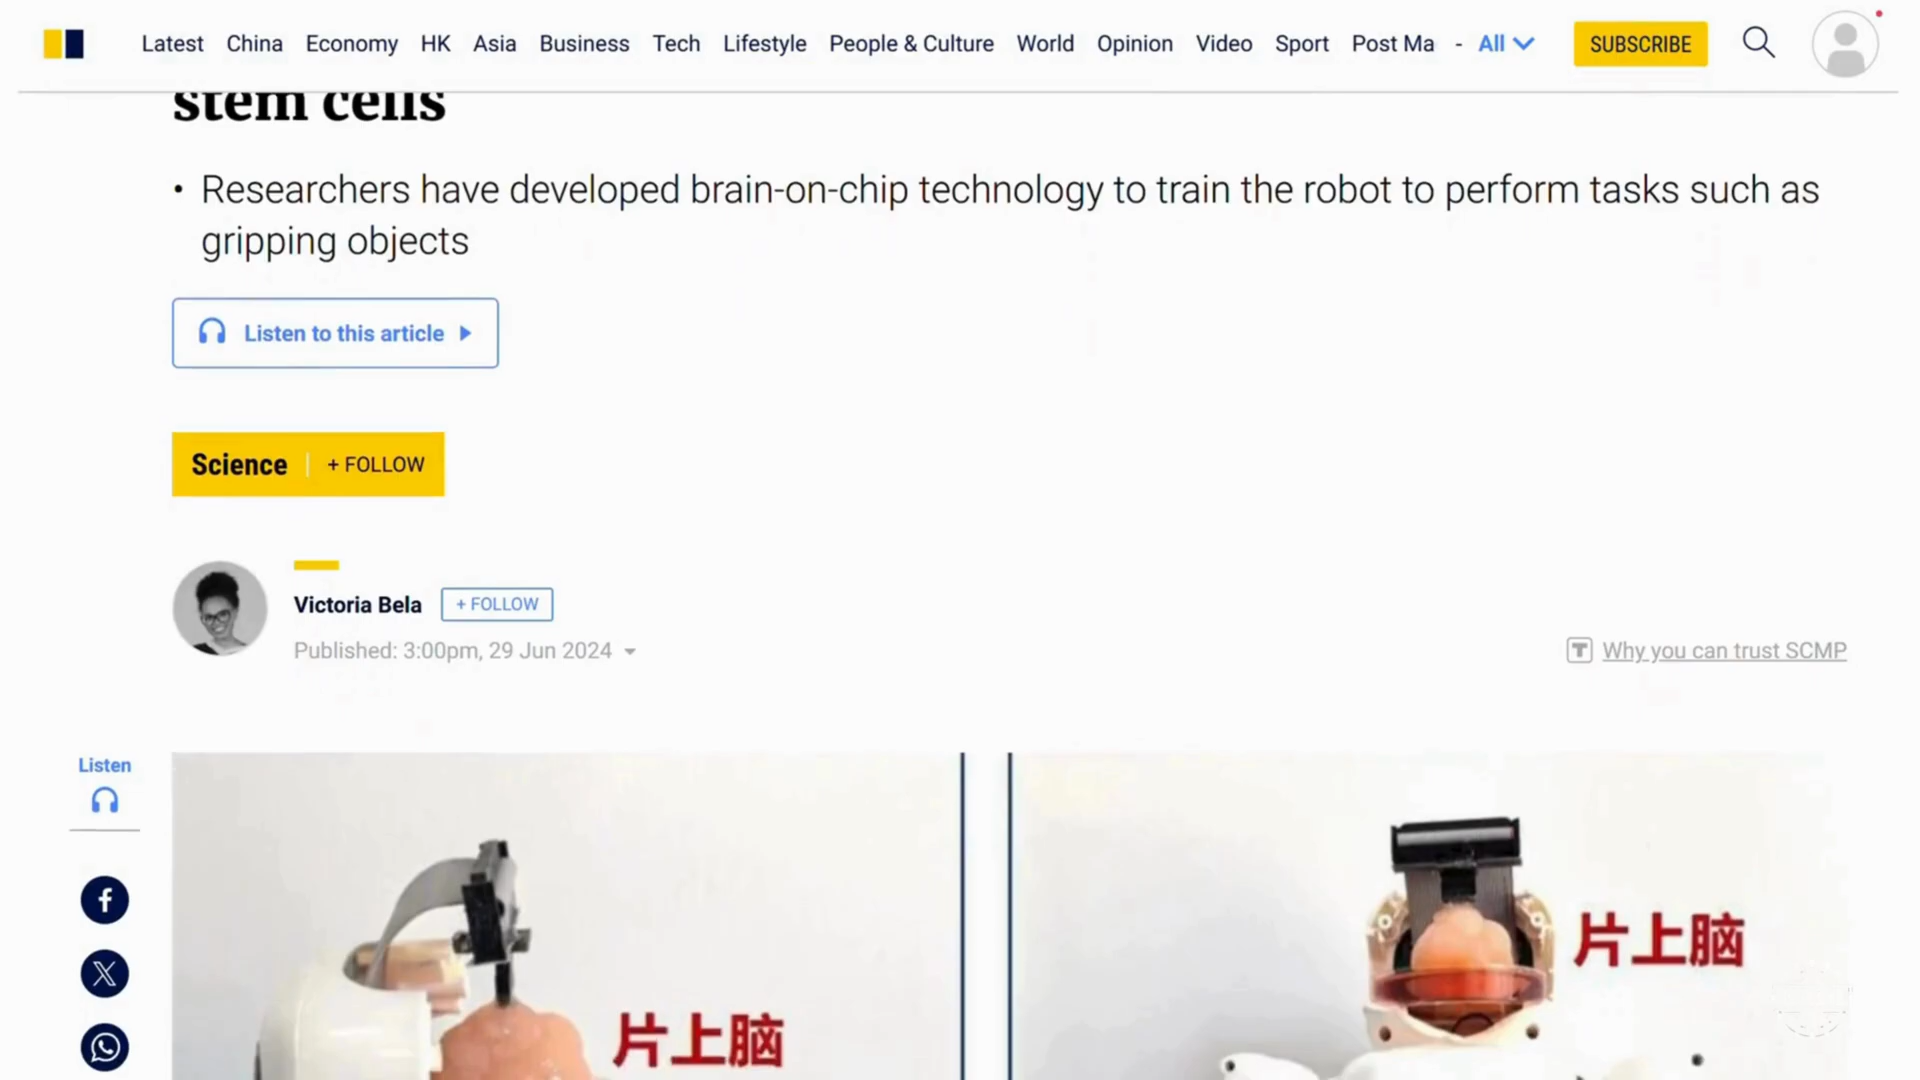 Latest China Economy HK Asia Business Tech Lifestyle People & Culture World Opinion Video Sport Post Ma - All SUBSCRIBE
stem cells
• Researchers have developed brain-on-chip technology to train the robot to perform tasks such as
gripping objects
Listen to this article
Science + FOLLOW
Victoria Bela + FOLLOW
Published: 3:00pm, 29 Jun 2024
Why you can trust SCMP
Listen
片上脑
片上脑